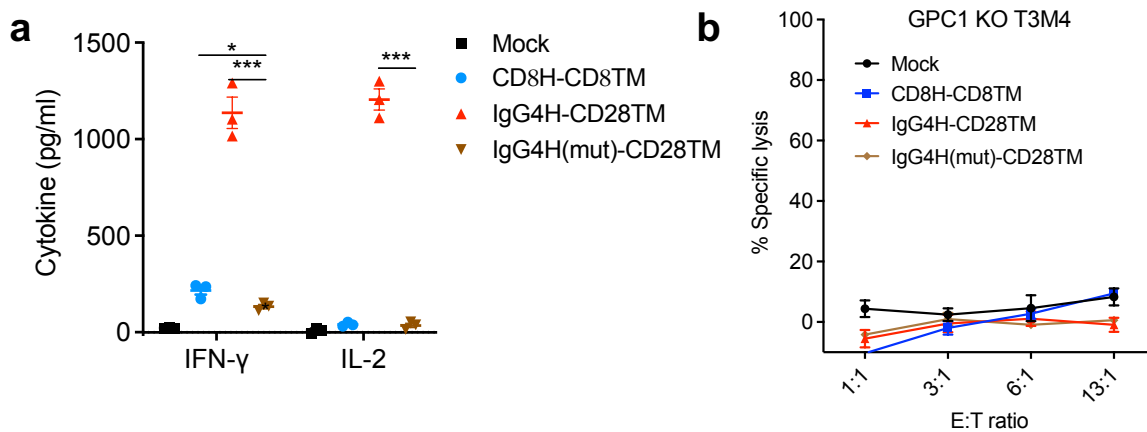 a
1500
1000
500
0
Cytokine (pg/ml)
*
***
***
IFN-γ
IL-2
Mock
CD8H-CD8TM
IgG4H-CD28TM
IgG4H(mut)-CD28TM
b
GPC1 KO T3M4
100
80
60
40
20
0
% Specific lysis
Mock
CD8H-CD8TM
IgG4H-CD28TM
IgG4H(mut)-CD28TM
1:1
3:1
6:1
13:1
E:T ratio